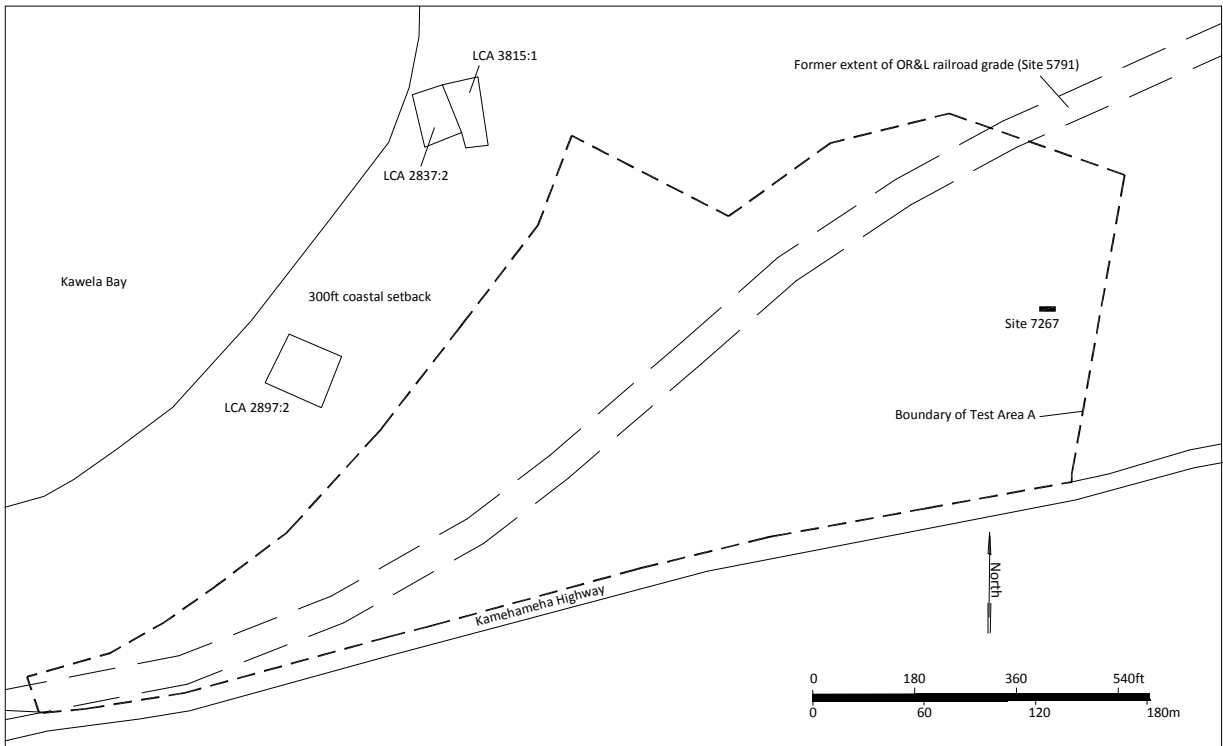 LCA 3815:1
Former extent of OR&L railroad grade (Site 5791)
LCA 2837:2
Kawela Bay
300ft coastal setback
Site 7267
LCA 2897:2
Boundary of Test Area A
North
Kamehameha Highway
0 180 360 540ft
0 60 120 180m